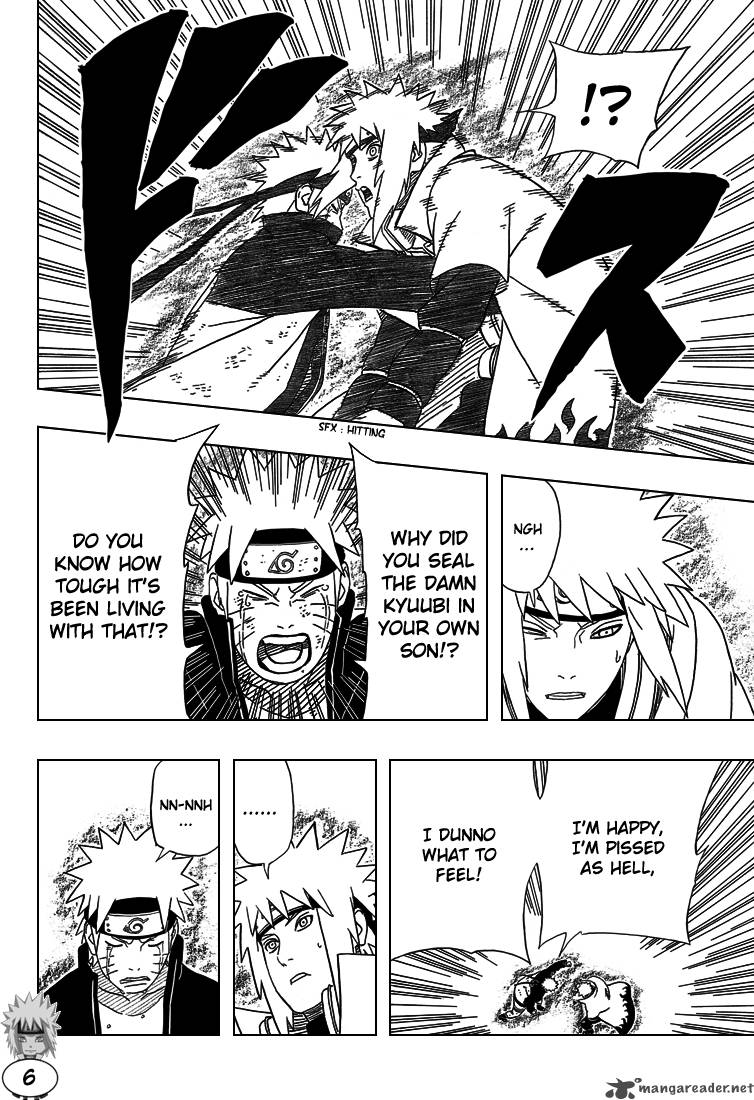 !?
ドス
SFX : HITTING
NGH
...
WHY DID
YOU SEAL
THE DAMN
KYUUBI IN
YOUR OWN
SON!?
DO YOU
KNOW HOW
TOUGH IT'S
BEEN LIVING
WITH THAT!?
I'M HAPPY,
I'M PISSED
AS HELL,
I DUNNO
WHAT TO
FEEL!
......
NN-NNH
...
6
mangareader.net